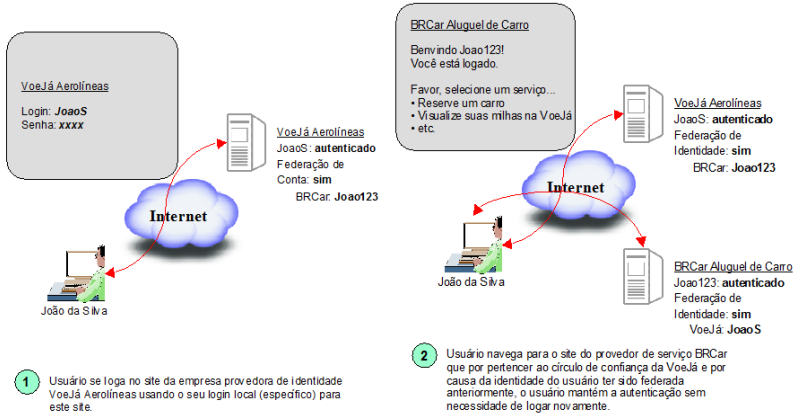 VoeJá Aerolíneas
Login: JoaoS
Senha: xxxx
VoeJá Aerolíneas
JoaoS: autenticado
Federação de
Conta: sim
BRCar: Joao123
Internet
João da Silva
1
Usuário se loga no site da empresa provedora de identidade
VoeJá Aerolíneas usando o seu login local (específico) para
este site.
BRCar Aluguel de Carro
Benvindo Joao123!
Você está logado.
Favor, selecione um serviço...
• Reserve um carro
• Visualize suas milhas na VoeJá
• etc.
VoeJá Aerolíneas
JoaoS: autenticado
Federação de
Identidade: sim
BRCar: Joao123
Internet
João da Silva
BRCar Aluguel de Carro
Joao123: autenticado
Federação de
Identidade: sim
VoeJá: JoaoS
2
Usuário navega para o site do provedor de serviço BRCar
que por pertencer ao círculo de confiança da VoeJá e por
causa da identidade do usuário ter sido federada
anteriormente, o usuário mantém a autenticação sem
necessidade de logar novamente.